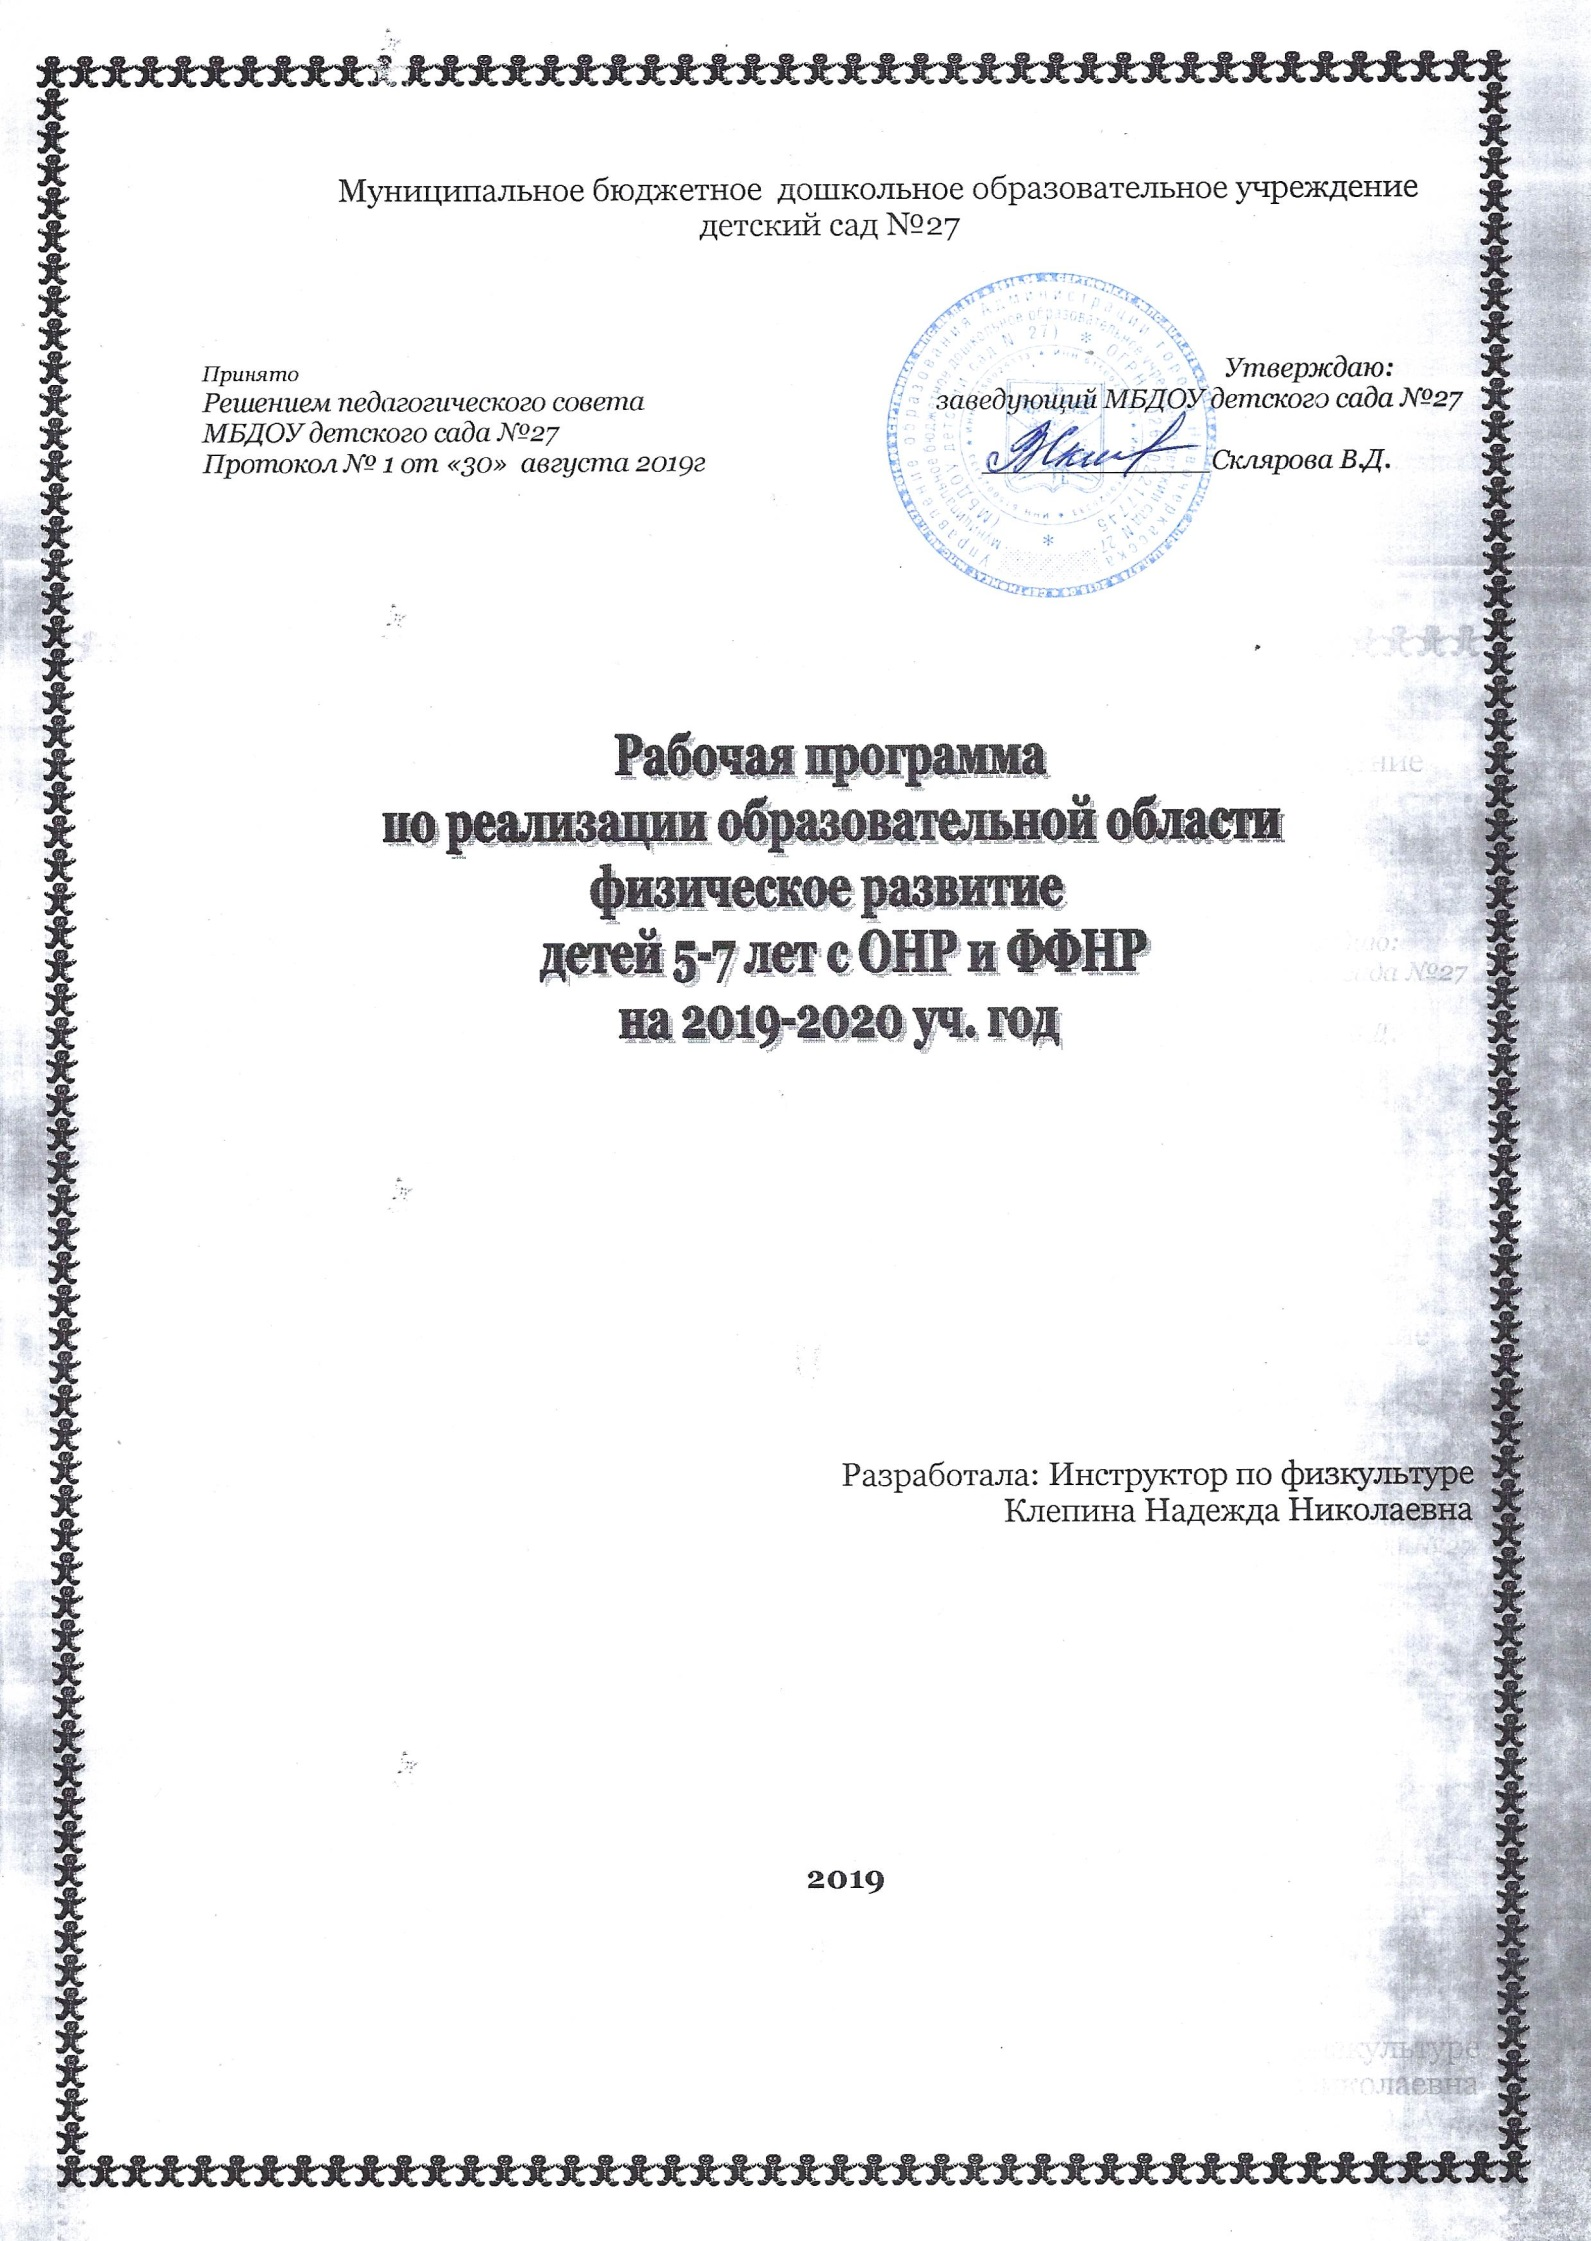 Муниципальное бюджетное дошкольное образовательное учреждение
детский сад №27
Принято
Решением педагогического совета
МБДОУ детского сада №27
Протокол № 1 от «30» августа 2019г
Утверждаю:
заведующий МБДОУ детского сада №27
Склярова В.Д.
Рабочая программа
по реализации образовательной области
физическое развитие
детей 5-7 лет с ОНР и ФФНР
на 2019-2020 уч. год
Разработала: Инструктор по физкультуре
Клепина Надежда Николаевна
2019